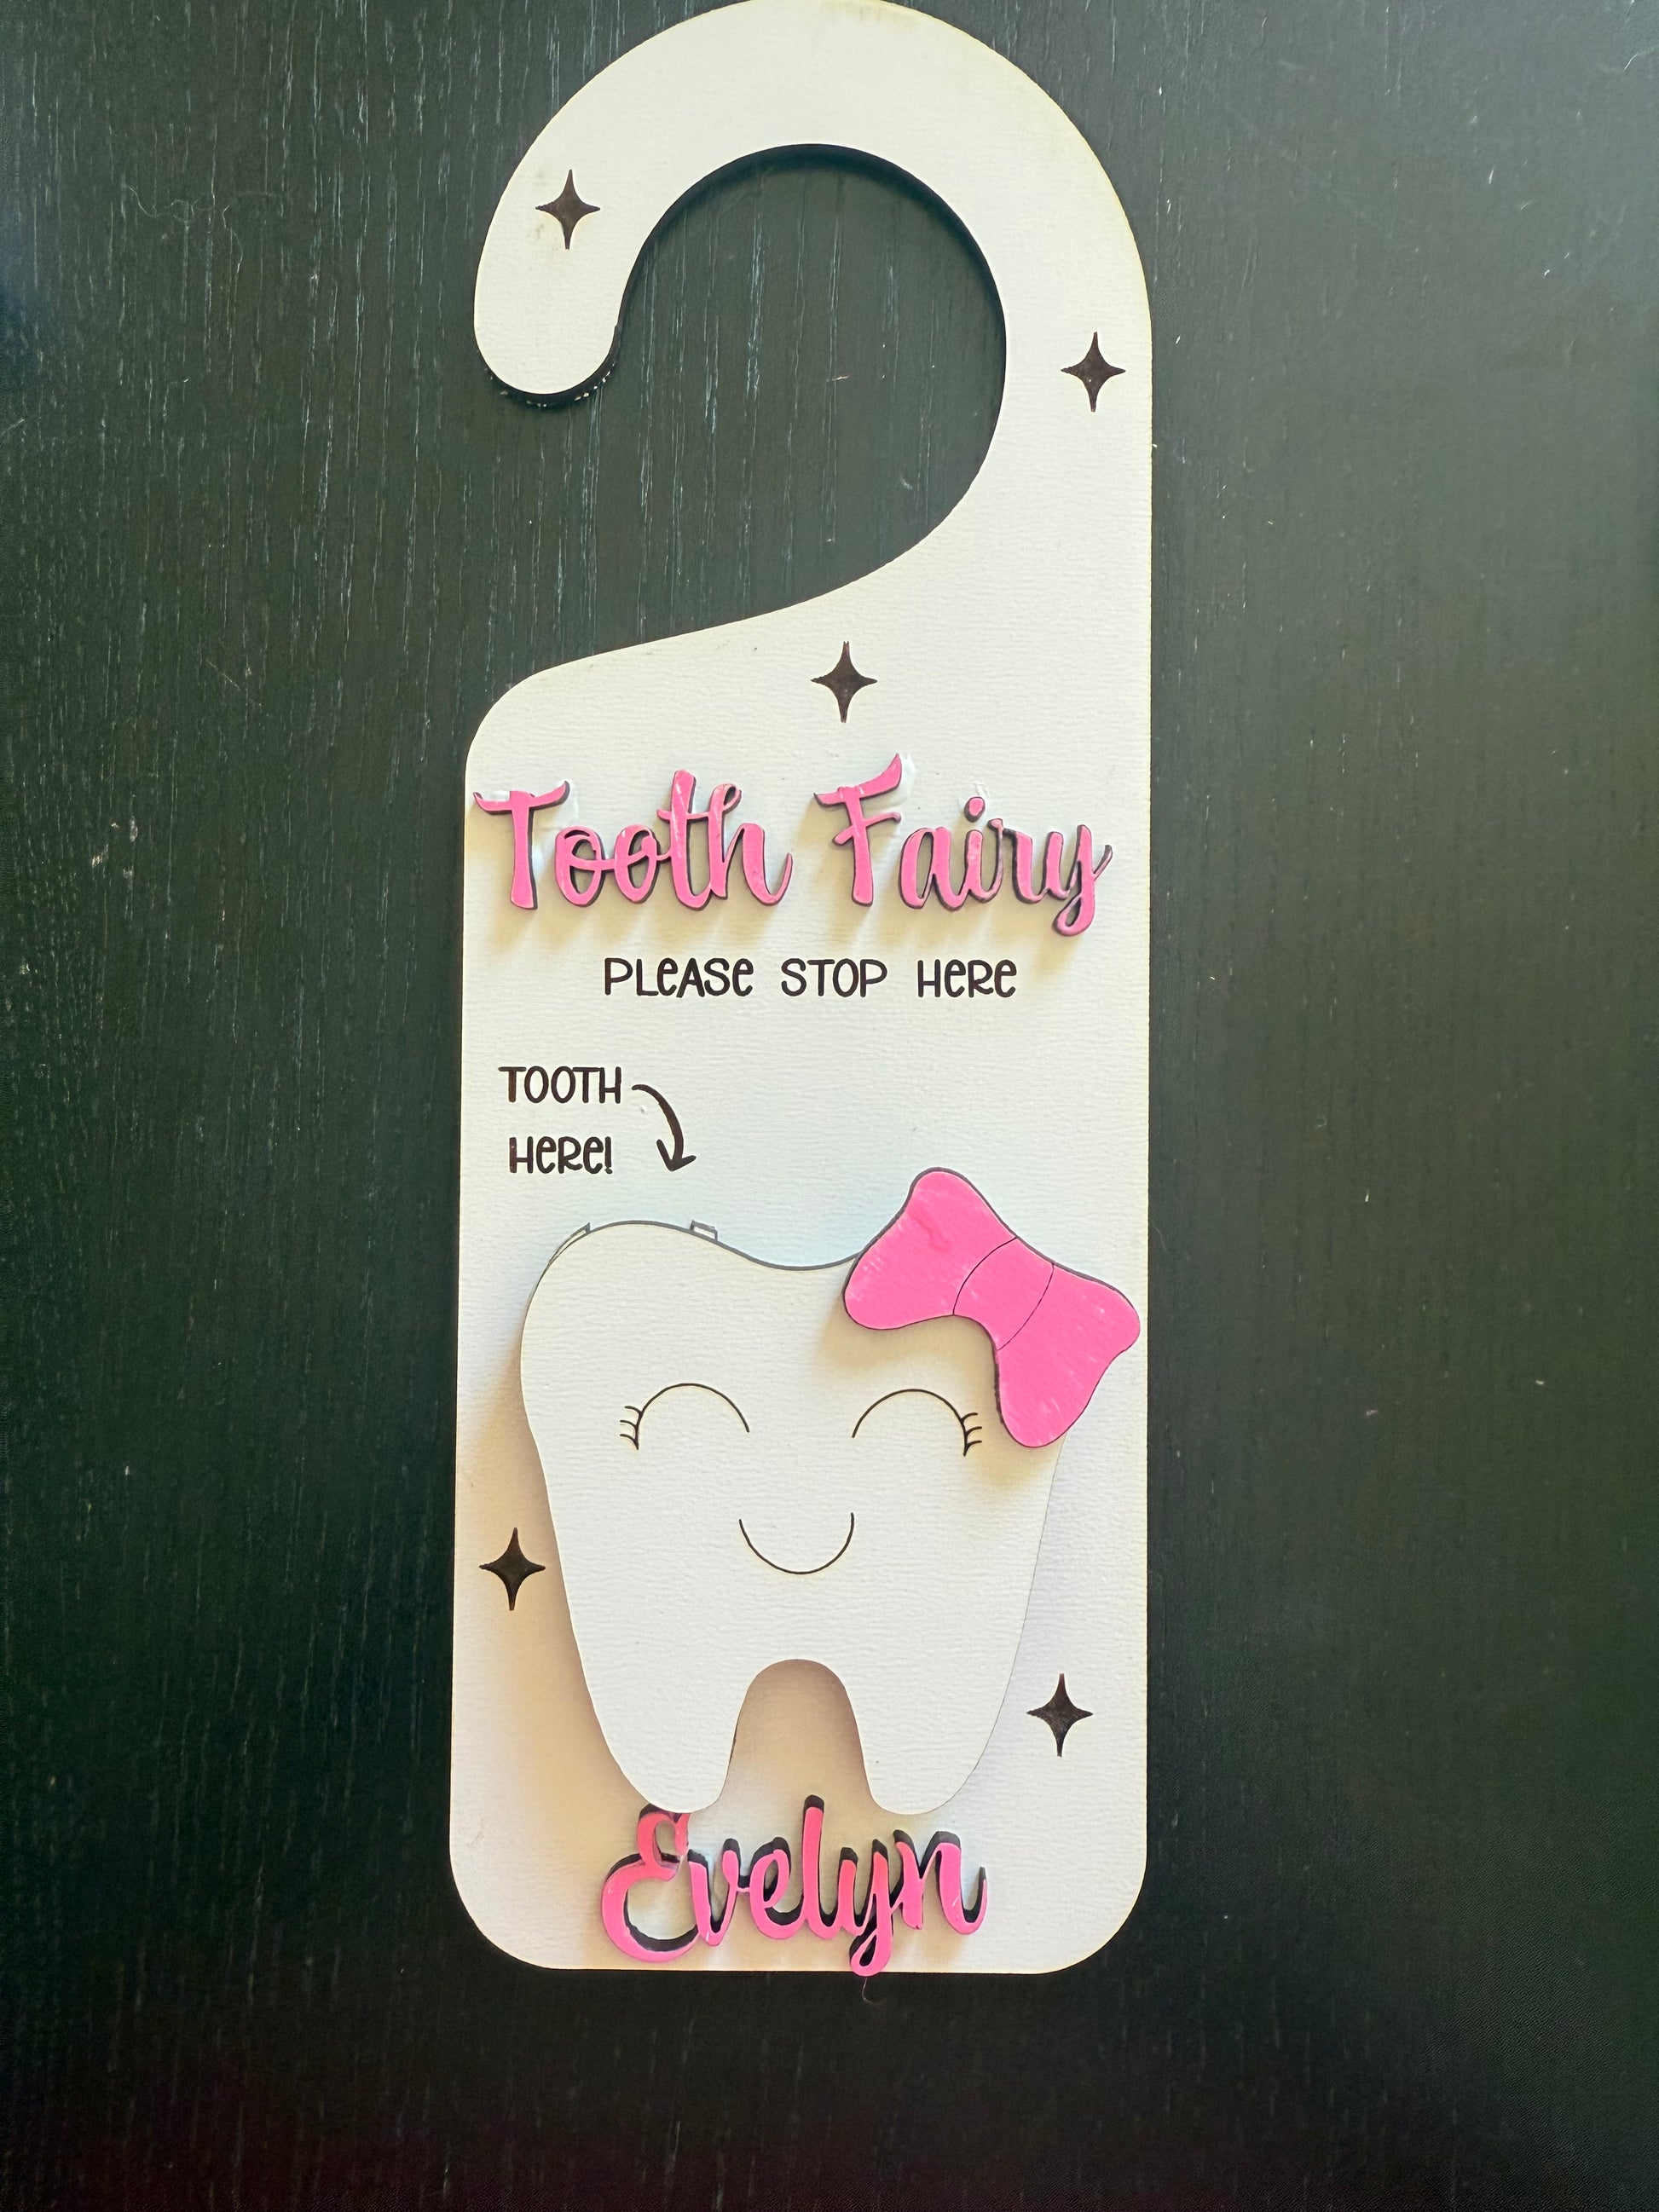 Tooth Fairy
PLEASE STOP HERE
TOOTH
HERE!
Evelyn